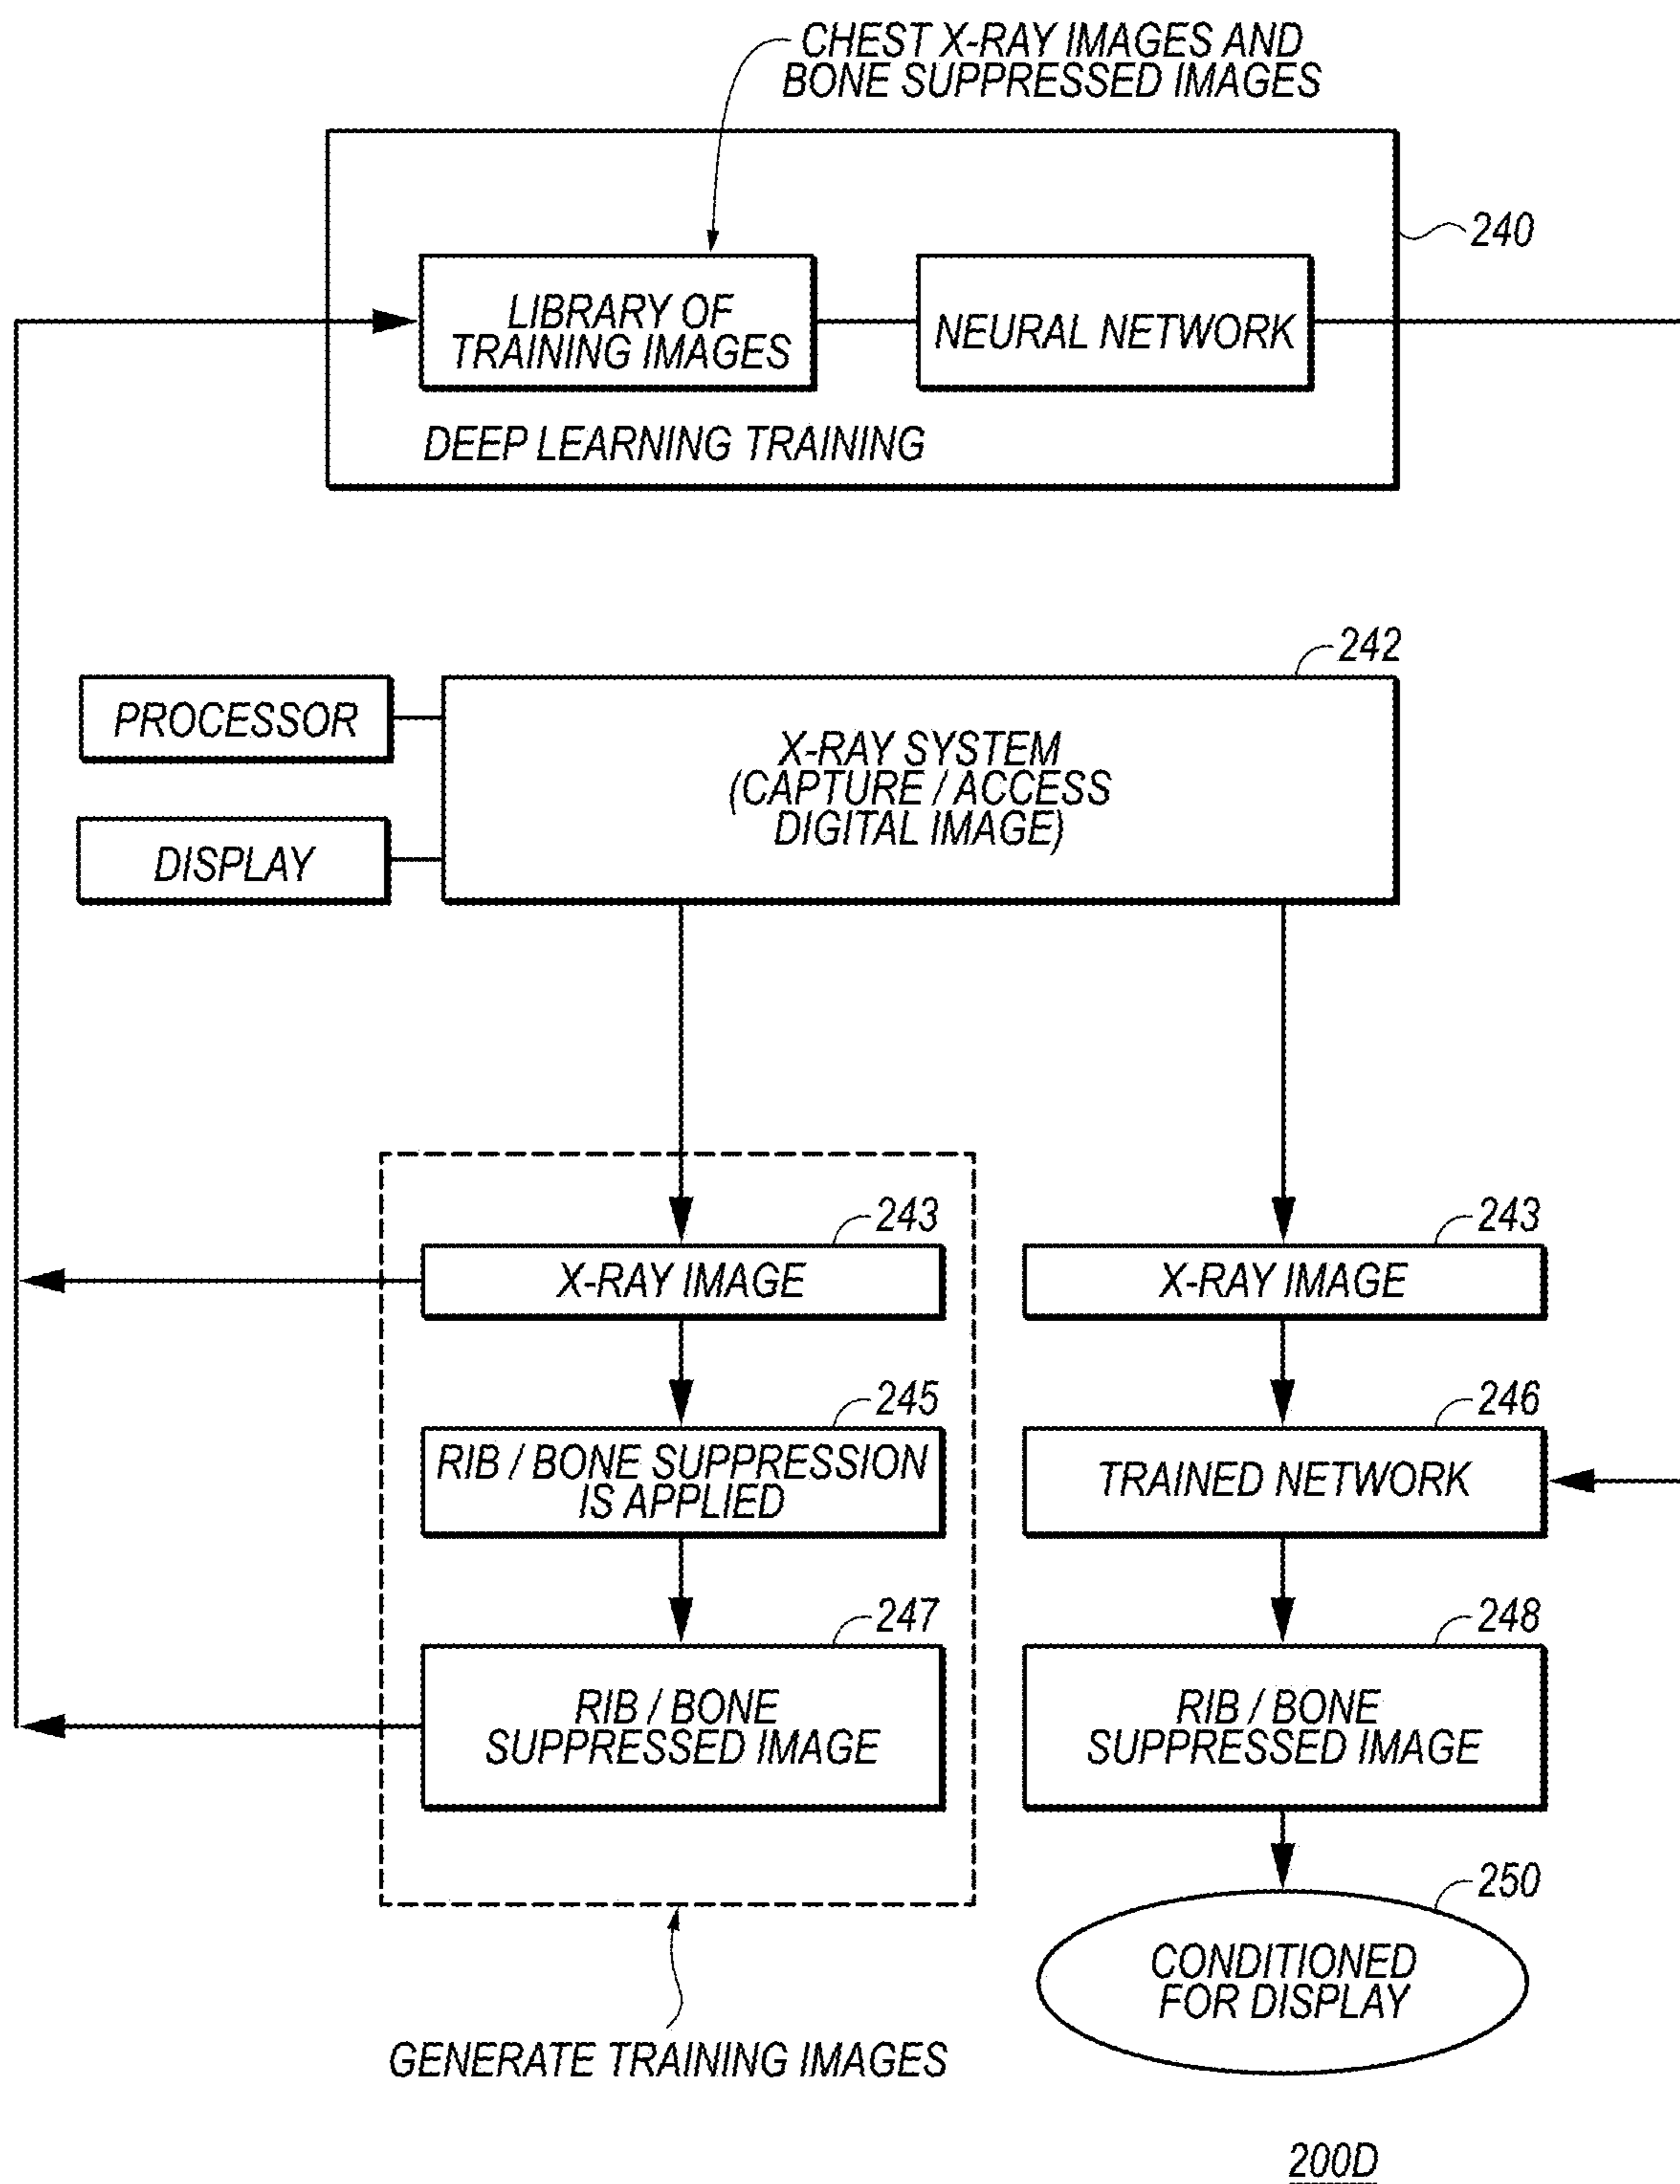 CHEST X-RAY IMAGES AND
BONE SUPPRESSED IMAGES
240
LIBRARY OF
TRAINING IMAGES
NEURAL NETWORK
DEEP LEARNING TRAINING
242
PROCESSOR
X-RAY SYSTEM
(CAPTURE / ACCESS
DIGITAL IMAGE)
DISPLAY
243
X-RAY IMAGE
243
X-RAY IMAGE
245
RIB / BONE SUPPRESSION
IS APPLIED
246
TRAINED NETWORK
247
RIB / BONE
SUPPRESSED IMAGE
248
RIB / BONE
SUPPRESSED IMAGE
250
CONDITIONED
FOR DISPLAY
GENERATE TRAINING IMAGES
200D